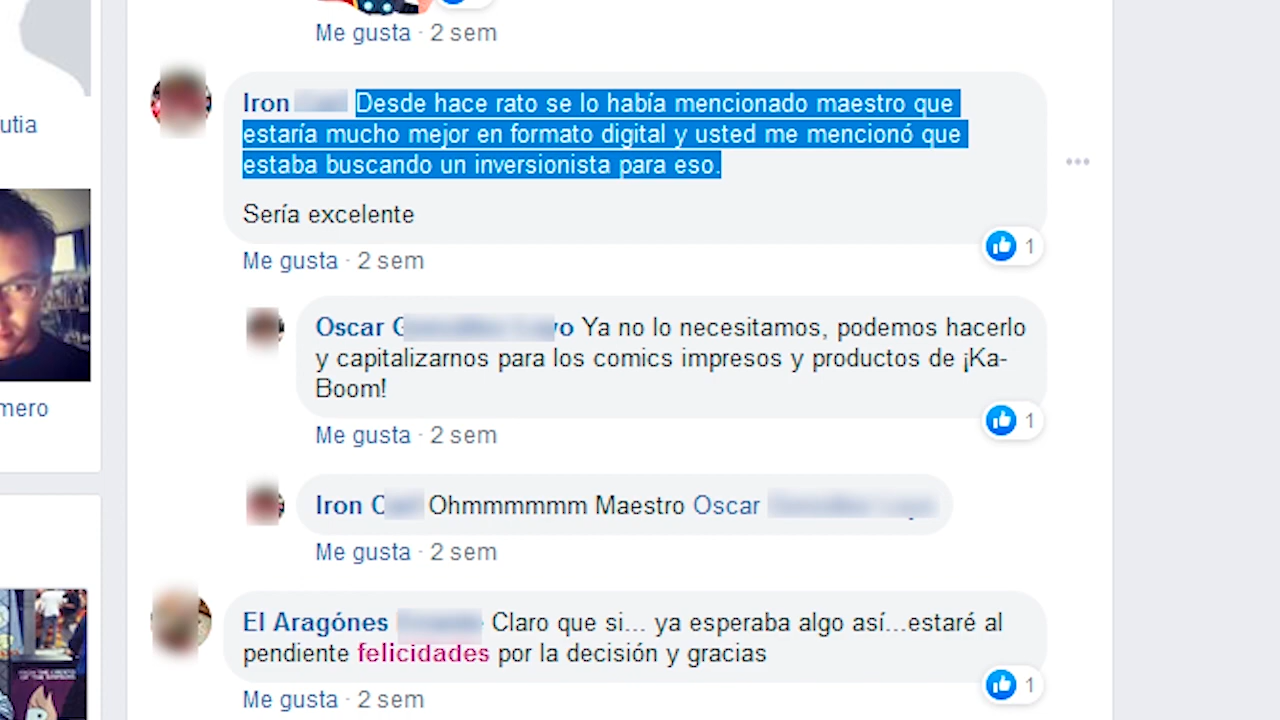 Me gusta · 2 sem
utia
Iron Desde hace rato se lo había mencionado maestro que
estaría mucho mejor en formato digital y usted me mencionó que
estaba buscando un inversionista para eso.
Sería excelente
1
Me gusta · 2 sem
Oscar Ya no lo necesitamos, podemos hacerlo
y capitalizarnos para los comics impresos y productos de ¡Ka-
Boom!
mero
1
Me gusta · 2 sem
Iron Ohmmmmmm Maestro Oscar
Me gusta · 2 sem
El Aragónes Claro que si... ya esperaba algo así...estaré al
pendiente felicidades por la decisión y gracias
1
Me gusta · 2 sem